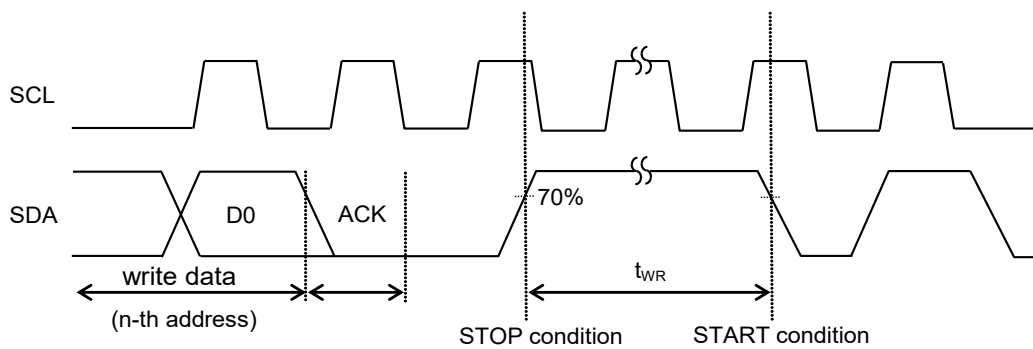 SCL
SDA
D0
ACK
70%
write data
(n-th address)
tWR
STOP condition
START condition